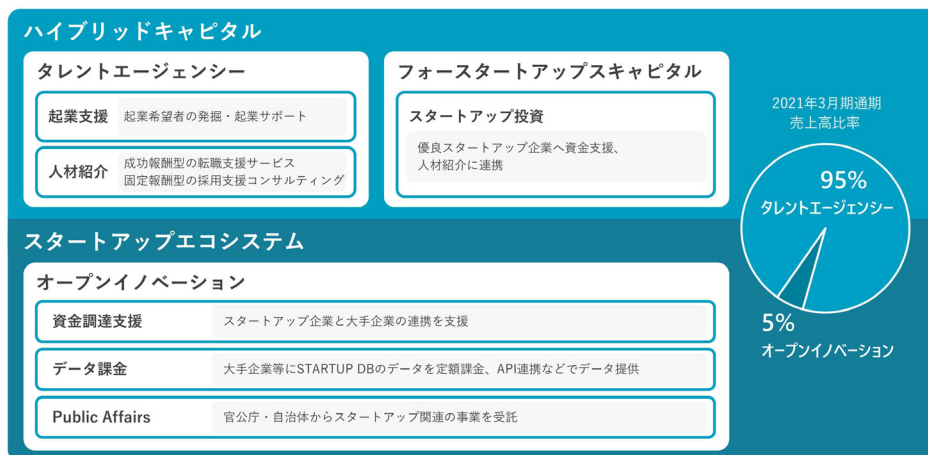 ハイブリッドキャピタル
タレントエージェンシー
起業支援
起業希望者の発掘・起業サポート
人材紹介
成功報酬型の転職支援サービス
固定報酬型の採用支援コンサルティング
フォースタートアップスキャピタル
スタートアップ投資
優良スタートアップ企業へ資金支援、
人材紹介に連携
スタートアップエコシステム
オープンイノベーション
資金調達支援
スタートアップ企業と大手企業の連携を支援
データ課金
大手企業等にSTARTUP DBのデータを定額課金、API連携などでデータ提供
Public Affairs
官公庁・自治体からスタートアップ関連の事業を受託
2021年3月期通期
売上高比率
95%
タレントエージェンシー
5%
オープンイノベーション